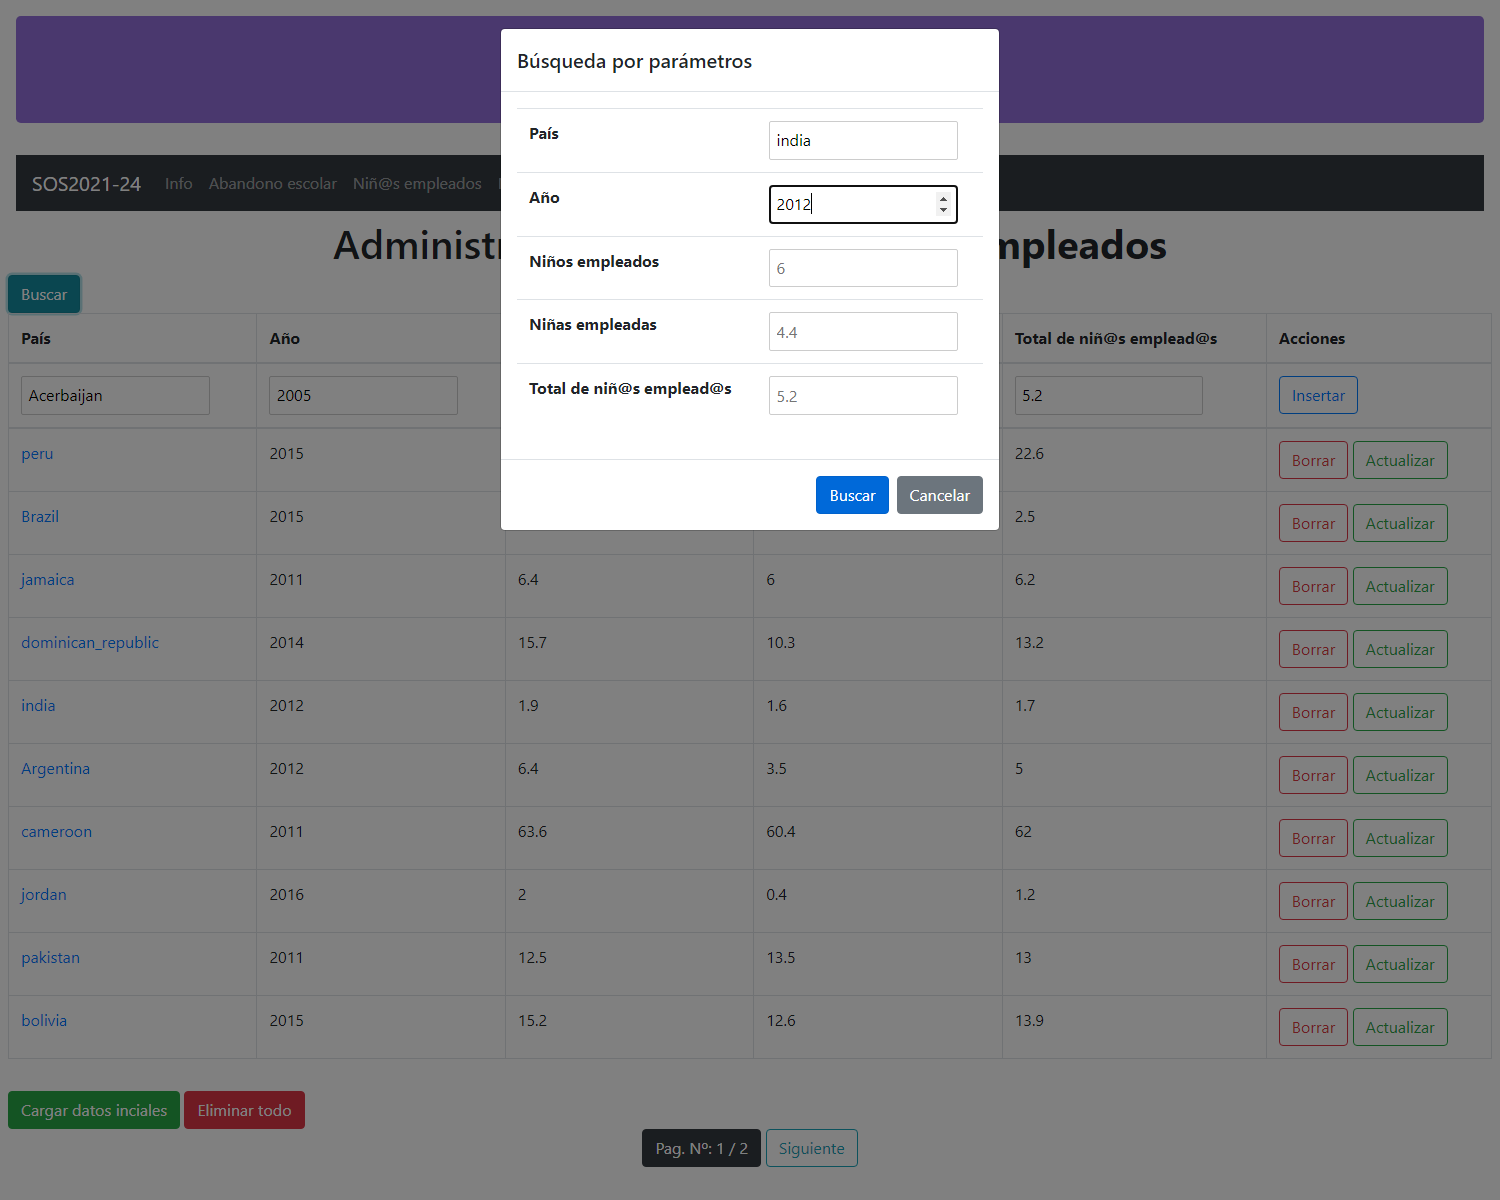 Búsqueda por parámetros
País
india
Año
2012
Niños empleados
6
Niñas empleadas
4.4
Total de niñ@s emplead@s
5.2
Buscar Cancelar
SOS2021-24 Info Abandono escolar Niñ@s empleados
Buscar
País Año Total de niñ@s emplead@s Acciones
Acerbaijan 2005 5.2 Insertar
peru 2015 22.6 Borrar Actualizar
Brazil 2015 2.5 Borrar Actualizar
jamaica 2011 6.4 6 6.2 Borrar Actualizar
dominican_republic 2014 15.7 10.3 13.2 Borrar Actualizar
india 2012 1.9 1.6 1.7 Borrar Actualizar
Argentina 2012 6.4 3.5 5 Borrar Actualizar
cameroon 2011 63.6 60.4 62 Borrar Actualizar
jordan 2016 2 0.4 1.2 Borrar Actualizar
pakistan 2011 12.5 13.5 13 Borrar Actualizar
bolivia 2015 15.2 12.6 13.9 Borrar Actualizar
Cargar datos inciales Eliminar todo
Pag. Nº: 1 / 2 Siguiente